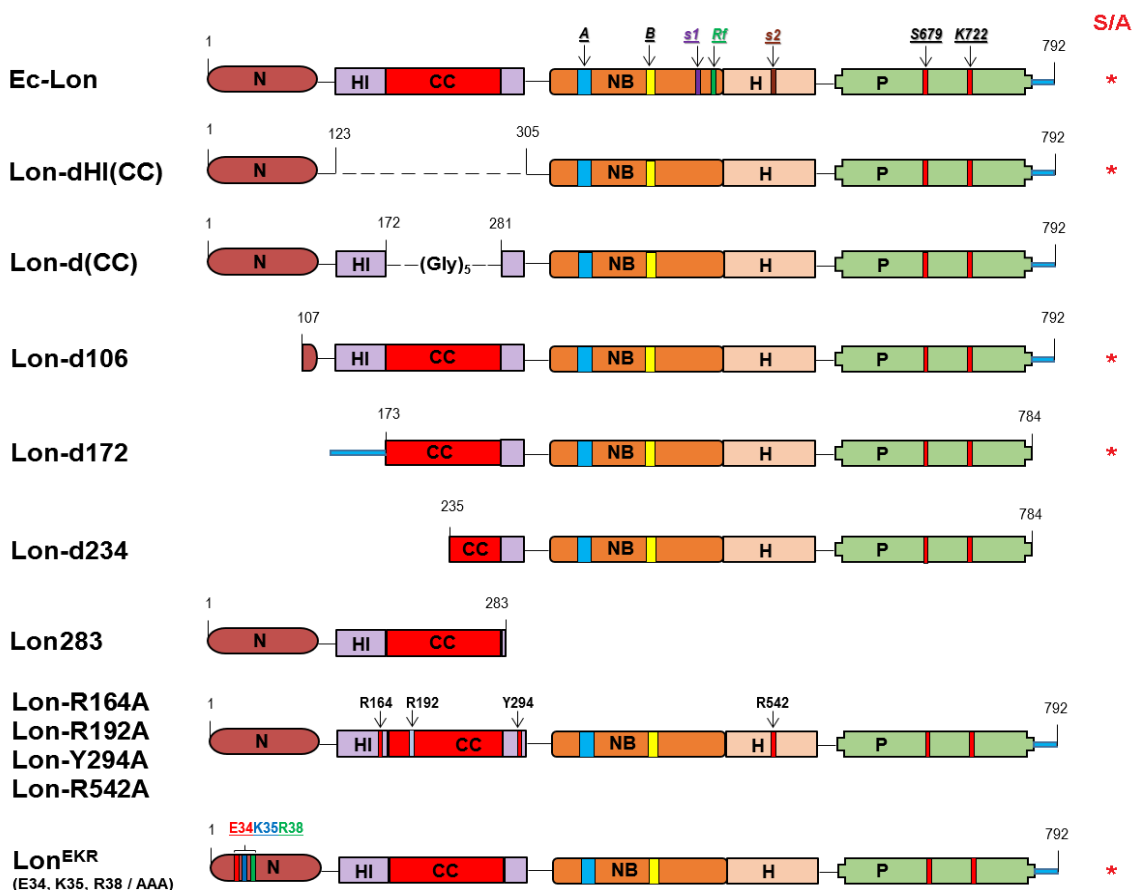 S/A
1 A B s1 Rf s2 S679 K722 792
Ec-Lon N HI CC NB H P *
1 123 305 792
Lon-dHI(CC) N NB H P *
1 172 281 792
Lon-d(CC) N HI (Gly)5 NB H P
107 792
Lon-d106 HI CC NB H P *
173 784
Lon-d172 CC NB H P *
235 784
Lon-d234 CC NB H P
1 283
Lon283 N HI CC
Lon-R164A
Lon-R192A
Lon-Y294A
Lon-R542A
1 R164 R192 Y294 R542 792
N HI CC NB H P
1 E34K35R38 792
LonEKR N HI CC NB H P *
(E34, K35, R38 / AAA)